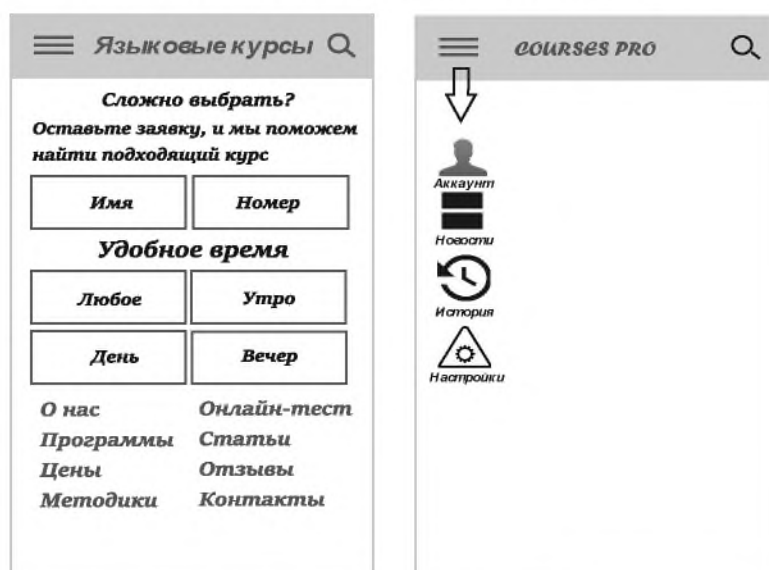 Языковые курсы
Сложно выбрать?
Оставьте заявку, и мы поможем
найти подходящий курс
Имя
Номер
Удобное время
Любое
Утро
День
Вечер
О нас
Онлайн-тест
Программы
Статьи
Цены
Отзывы
Методики
Контакты
COURSES PRO
Аккаунт
Новости
История
Настройки